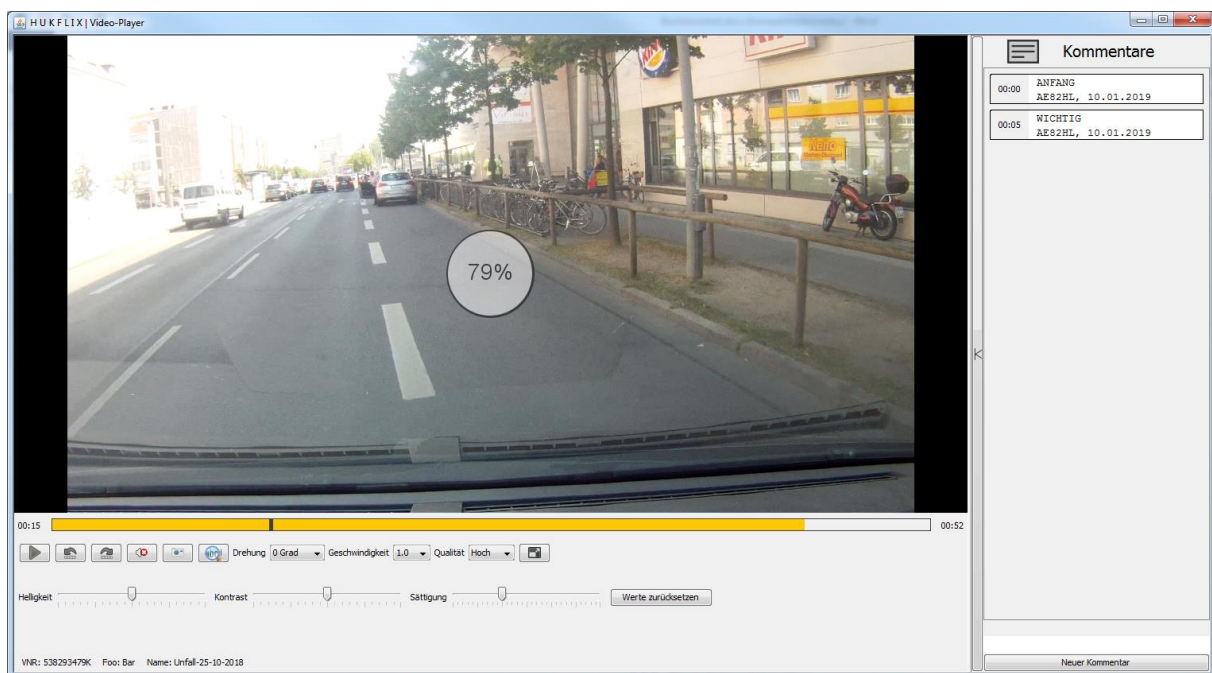 H U K F L I X | Video-Player
Kommentare
00:00 ANFANG
AE82HL, 10.01.2019
00:05 WICHTIG
AE82HL, 10.01.2019
Netto
79%
00:15
00:52
Drehung 0 Grad Geschwindigkeit 1.0 Qualität Hoch
Helligkeit Kontrast Sättigung Werte zurücksetzen
VNR: 538293479K Foo: Bar Name: Unfall-25-10-2018
Neuer Kommentar